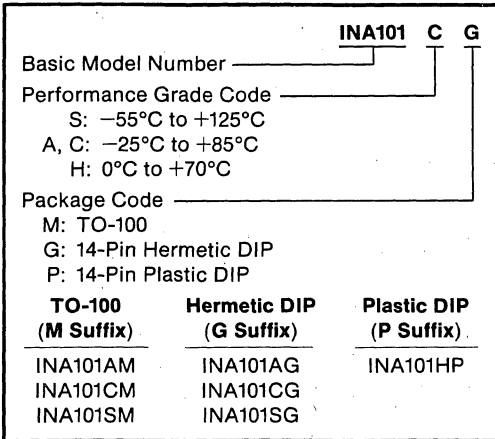 INA101 C G
Basic Model Number
Performance Grade Code
S: −55°C to +125°C
A, C: −25°C to +85°C
H: 0°C to +70°C
Package Code
M: TO-100
G: 14-Pin Hermetic DIP
P: 14-Pin Plastic DIP
TO-100 Hermetic DIP Plastic DIP
(M Suffix) (G Suffix) (P Suffix)
INA101AM INA101AG INA101HP
INA101CM INA101CG
INA101SM INA101SG